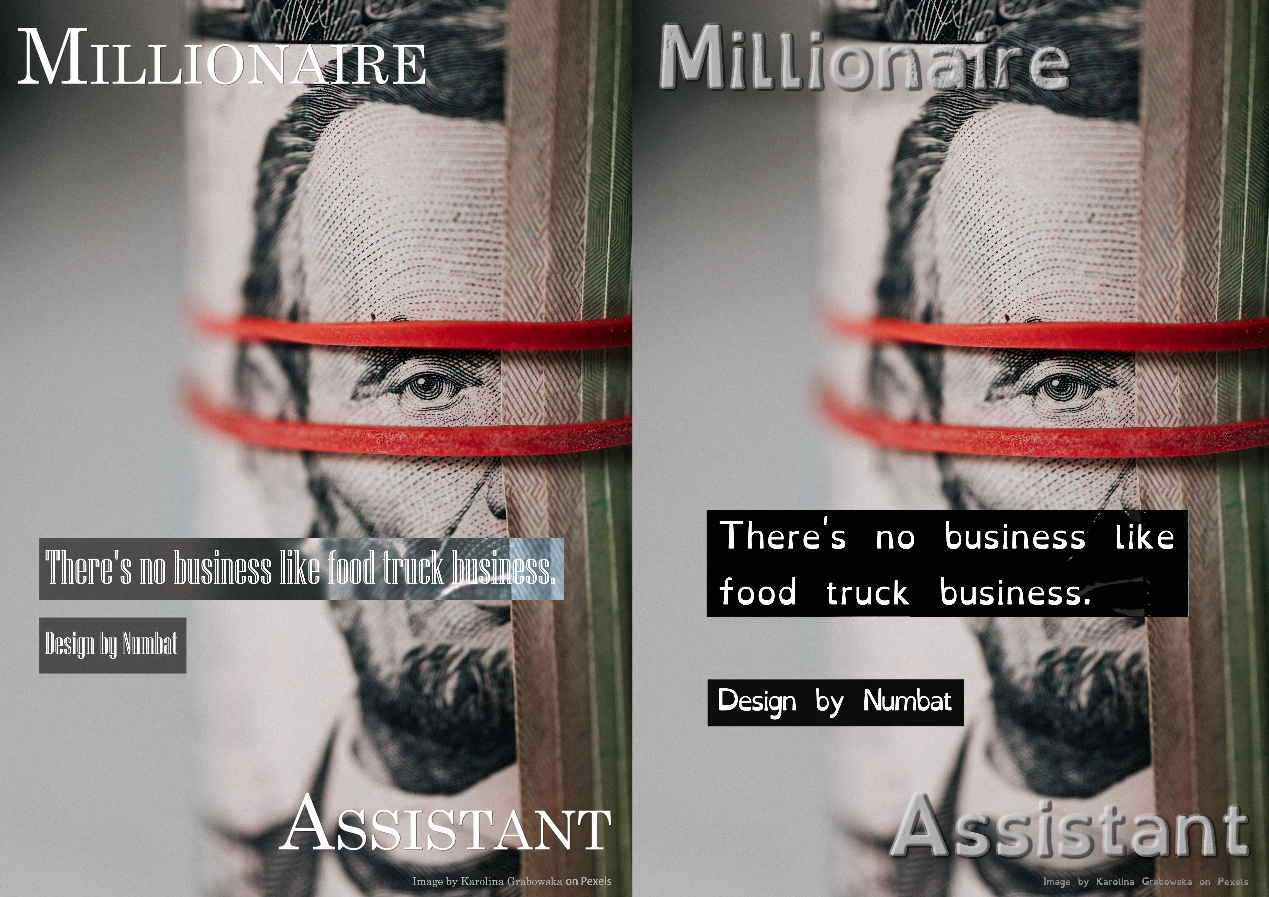 Millionaire
There's no business like food truck business.
Design by Numbat
Assistant
Image by Karolina Grabowska on Pexels
Millionaire
There's no business like
food truck business.
Design by Numbat
Assistant
Image by Karolina Grabowska on Pexels